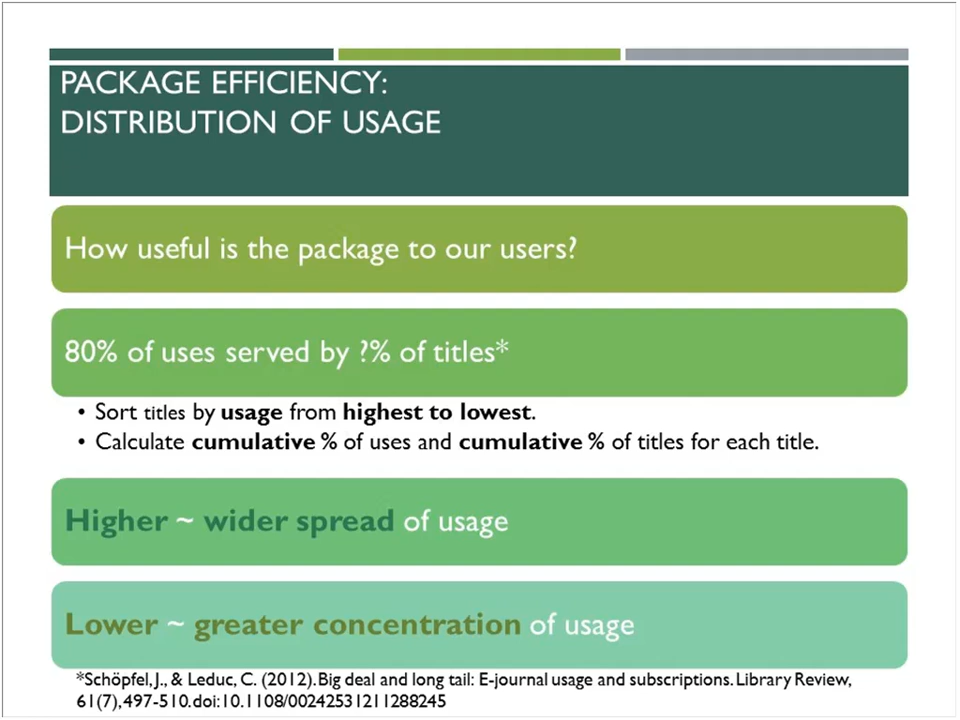 PACKAGE EFFICIENCY:
DISTRIBUTION OF USAGE
How useful is the package to our users?
80% of uses served by ?% of titles*
• Sort titles by usage from highest to lowest.
• Calculate cumulative % of uses and cumulative % of titles for each title.
Higher ~ wider spread of usage
Lower ~ greater concentration of usage
*Schöpfel, J., & Leduc, C. (2012). Big deal and long tail: E-journal usage and subscriptions. Library Review,
61(7), 497-510. doi:10.1108/00242531211288245